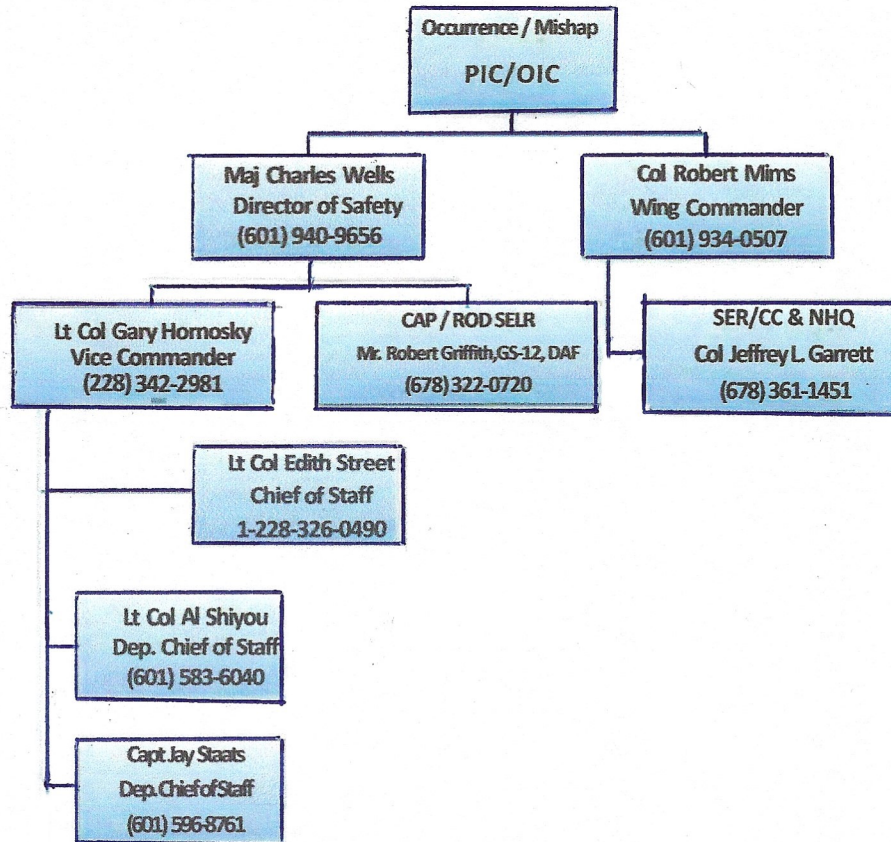 Occurrence / Mishap
PIC/OIC
Maj Charles Wells
Director of Safety
(601) 940-9656
Col Robert Mims
Wing Commander
(601) 934-0507
Lt Col Gary Hornosky
Vice Commander
(228) 342-2981
CAP / ROD SELR
Mr. Robert Griffith,GS-12, DAF
(678) 322-0720
SER/CC & NHQ
Col Jeffrey L. Garrett
(678) 361-1451
Lt Col Edith Street
Chief of Staff
1-228-326-0490
Lt Col Al Shiyou
Dep. Chief of Staff
(601) 583-6040
Capt Jay Staats
Dep. Chief of Staff
(601) 596-8761